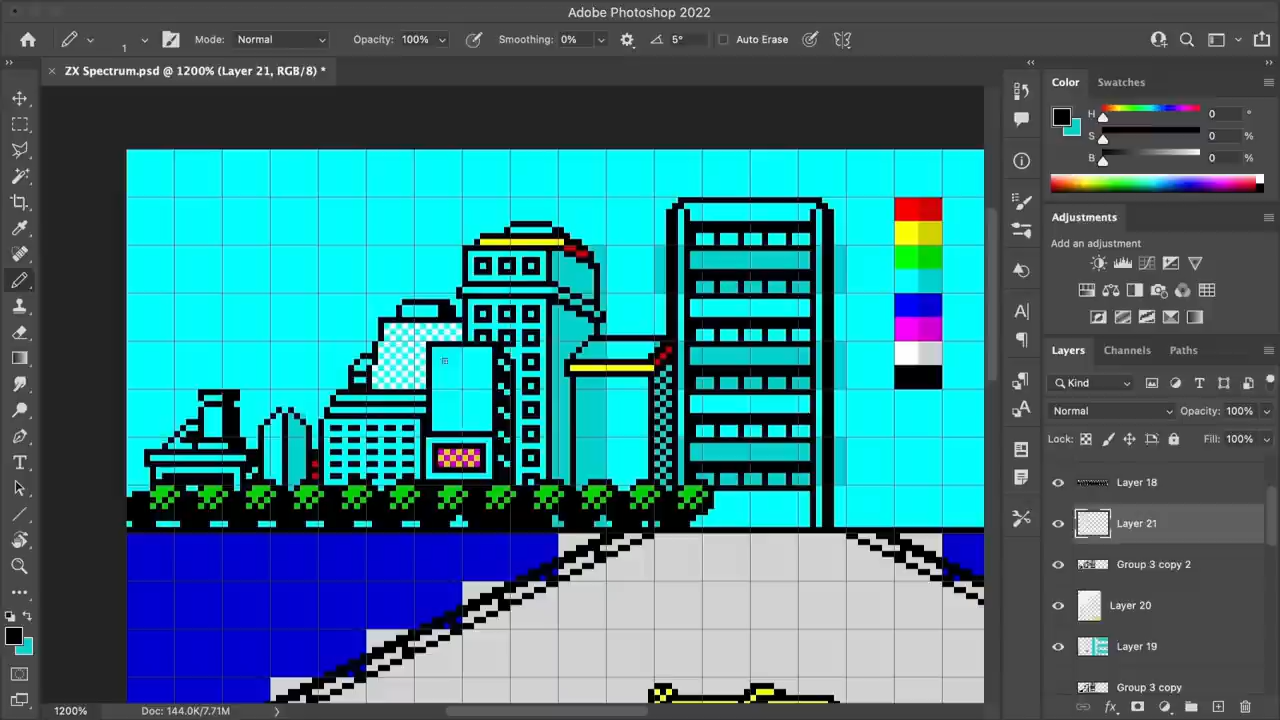 Adobe Photoshop 2022
1
Mode: Normal
Opacity: 100%
Smoothing: 0%
5°
Auto Erase
ZX Spectrum.psd @ 1200% (Layer 21, RGB/8) *
Color
Swatches
H
0
°
S
0
%
B
0
%
Adjustments
Add an adjustment
Layers
Channels
Paths
Kind
Normal
Opacity: 100%
Lock:
Fill: 100%
Layer 18
Layer 21
Group 3 copy 2
Layer 20
Layer 19
Group 3 copy
1200%
Doc: 144.0K/7.71M
fx